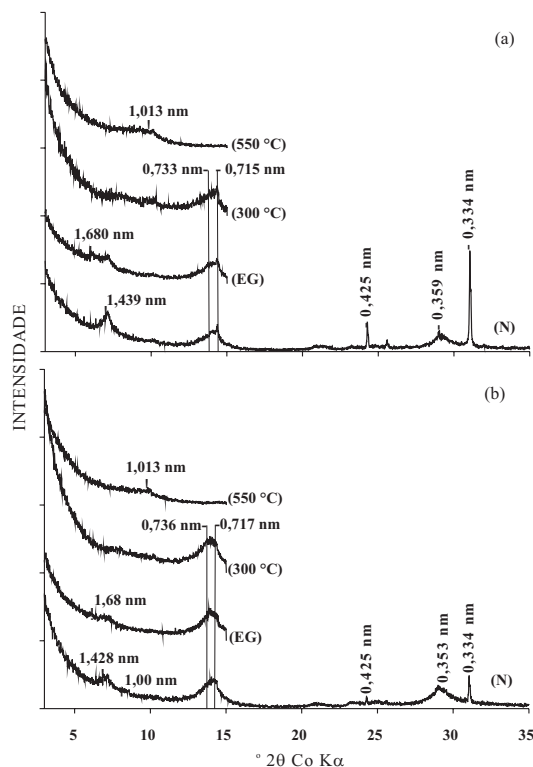 (a)
1,013 nm
(550 °C)
0,733 nm
0,715 nm
(300 °C)
1,680 nm
(EG)
1,439 nm
0,425 nm
0,359 nm
0,334 nm
(N)
INTENSIDADE
(b)
1,013 nm
(550 °C)
0,736 nm
0,717 nm
(300 °C)
1,68 nm
(EG)
1,428 nm
1,00 nm
0,425 nm
0,353 nm
0,334 nm
(N)
5 10 15 20 25 30 35
° 2θ Co Kα